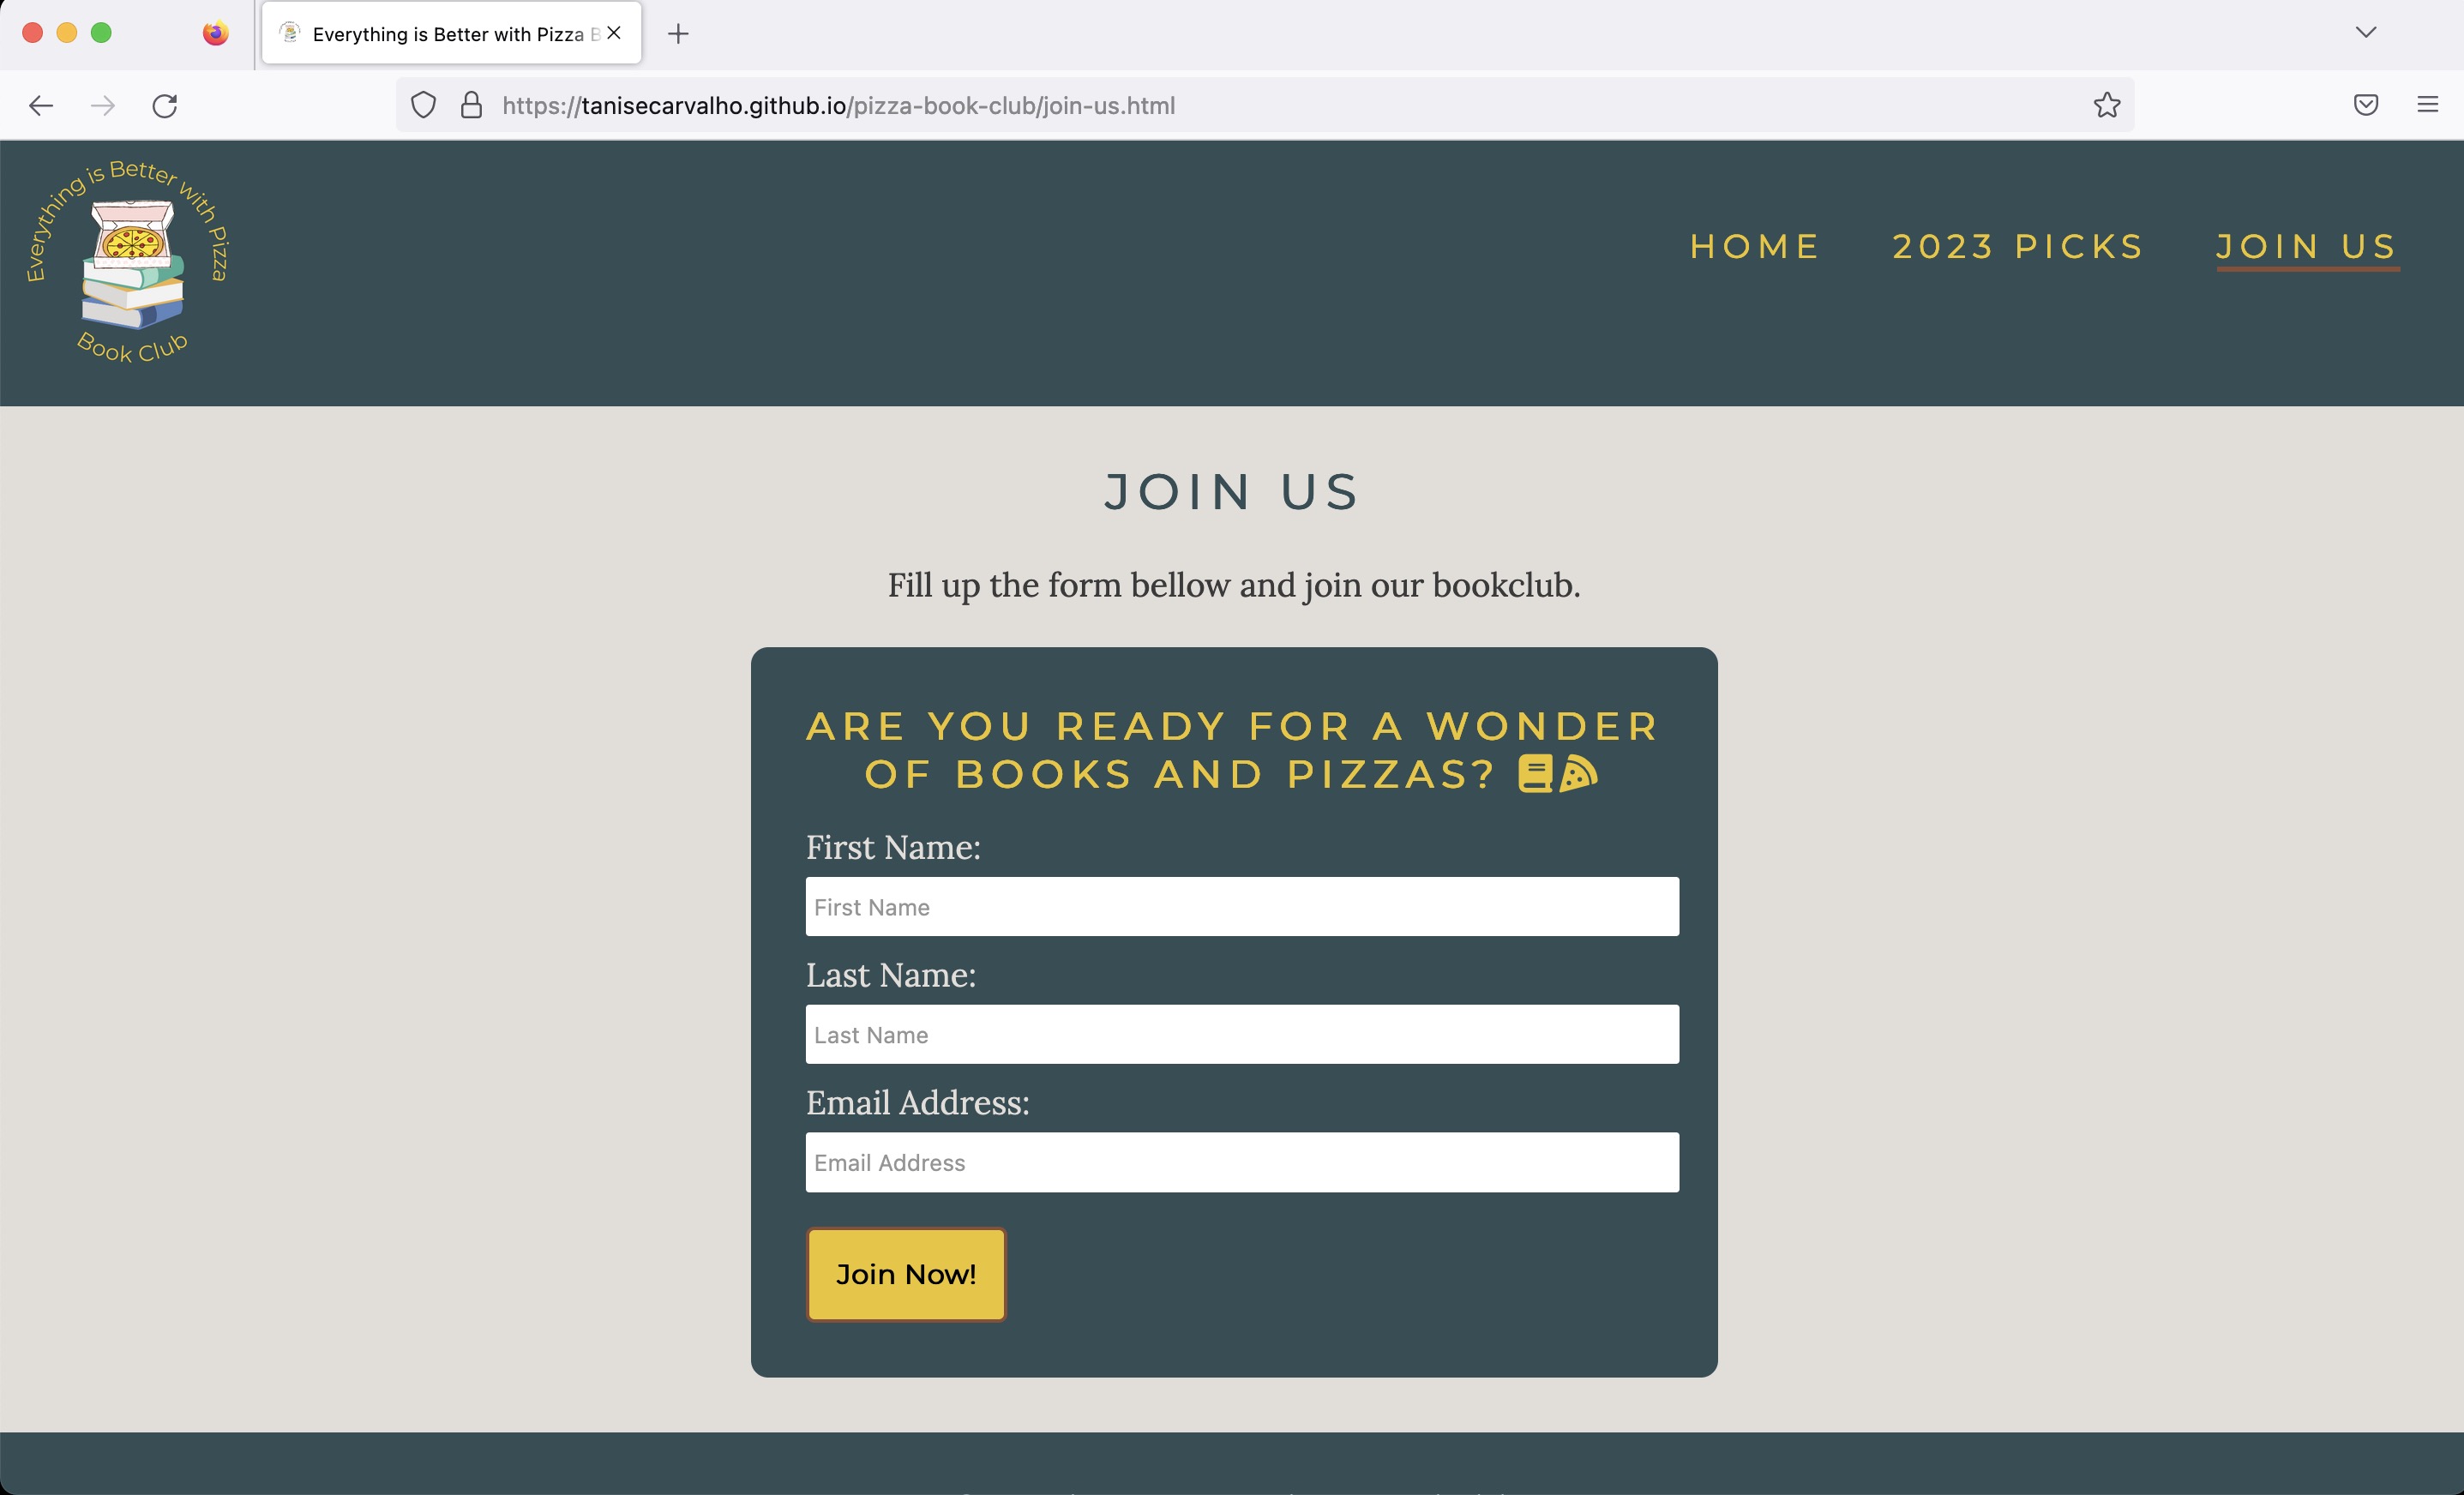 Everything is Better with Pizza
https://tanisecarvalho.github.io/pizza-book-club/join-us.html
Everything is Better with Pizza
Book Club
HOME 2023 PICKS JOIN US
JOIN US
Fill up the form bellow and join our bookclub.
ARE YOU READY FOR A WONDER
OF BOOKS AND PIZZAS?
First Name:
First Name
Last Name:
Last Name
Email Address:
Email Address
Join Now!